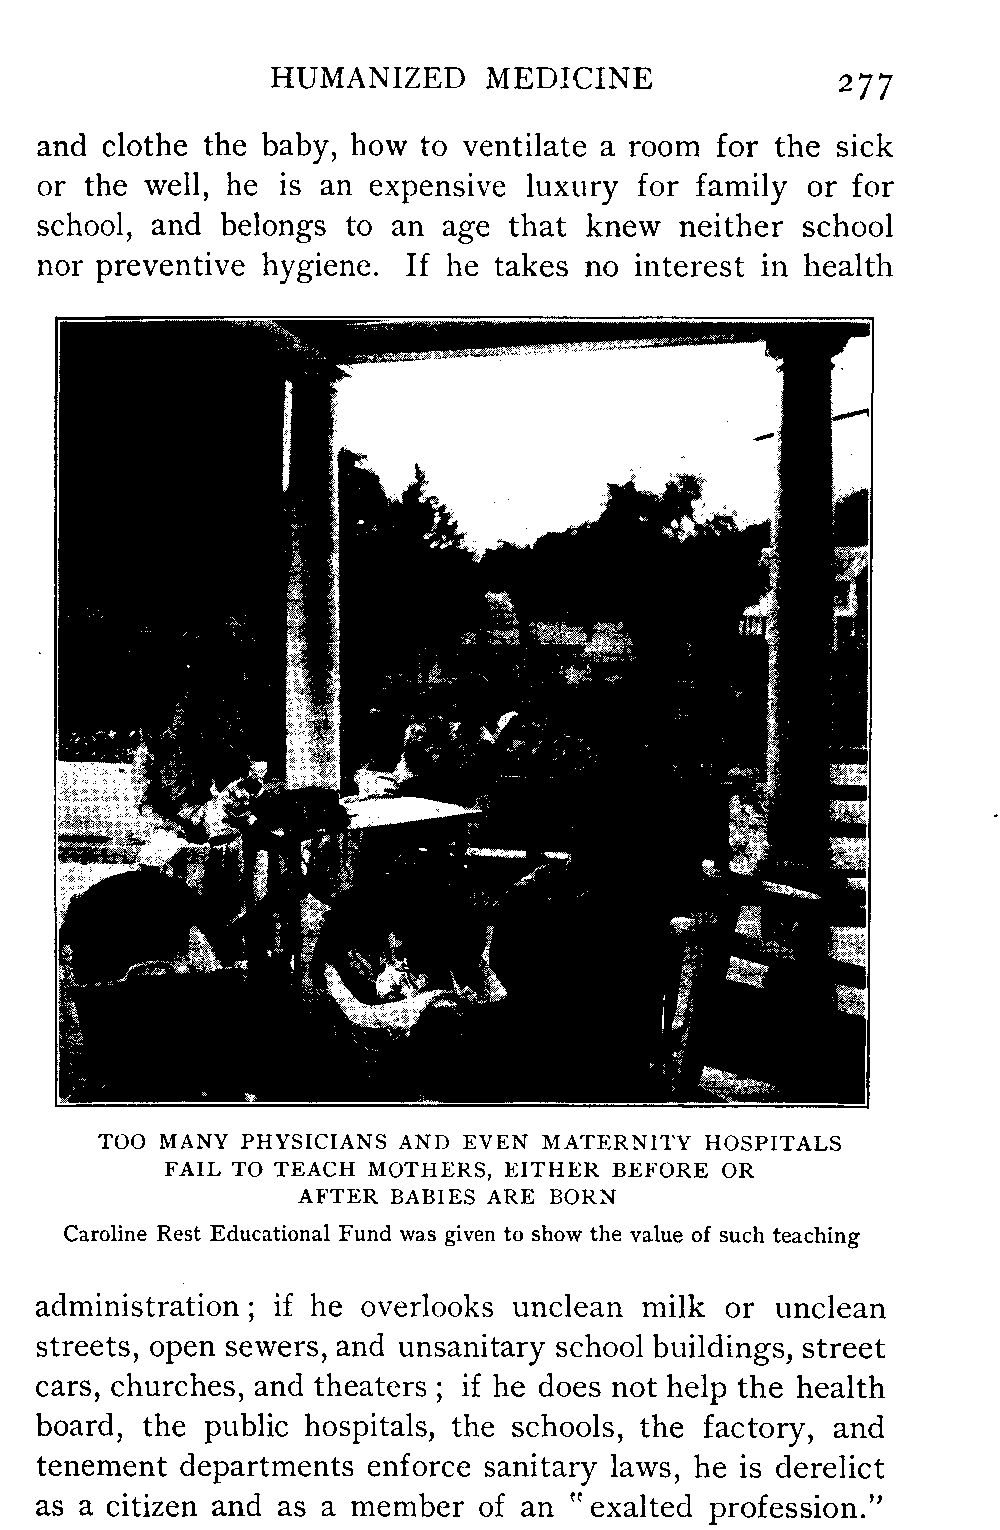 HUMANIZED MEDICINE 277
and clothe the baby, how to ventilate a room for the sick
or the well, he is an expensive luxury for family or for
school, and belongs to an age that knew neither school
nor preventive hygiene. If he takes no interest in health
TOO MANY PHYSICIANS AND EVEN MATERNITY HOSPITALS
FAIL TO TEACH MOTHERS, EITHER BEFORE OR
AFTER BABIES ARE BORN
Caroline Rest Educational Fund was given to show the value of such teaching
administration; if he overlooks unclean milk or unclean
streets, open sewers, and unsanitary school buildings, street
cars, churches, and theaters; if he does not help the health
board, the public hospitals, the schools, the factory, and
tenement departments enforce sanitary laws, he is derelict
as a citizen and as a member of an "exalted profession."